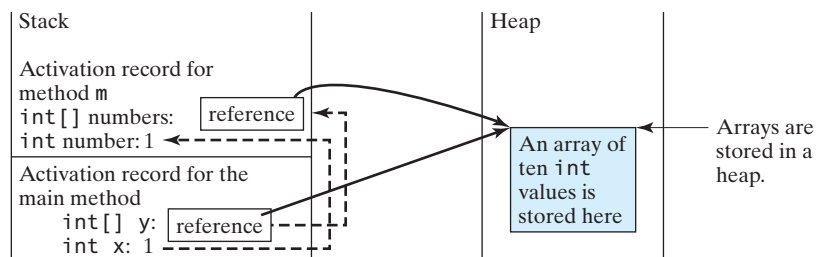 Stack
Heap
Activation record for
method m
int[] numbers:
reference
int number: 1
Activation record for the
main method
int[] y:
reference
int x: 1
An array of
ten int
values is
stored here
Arrays are
stored in a
heap.